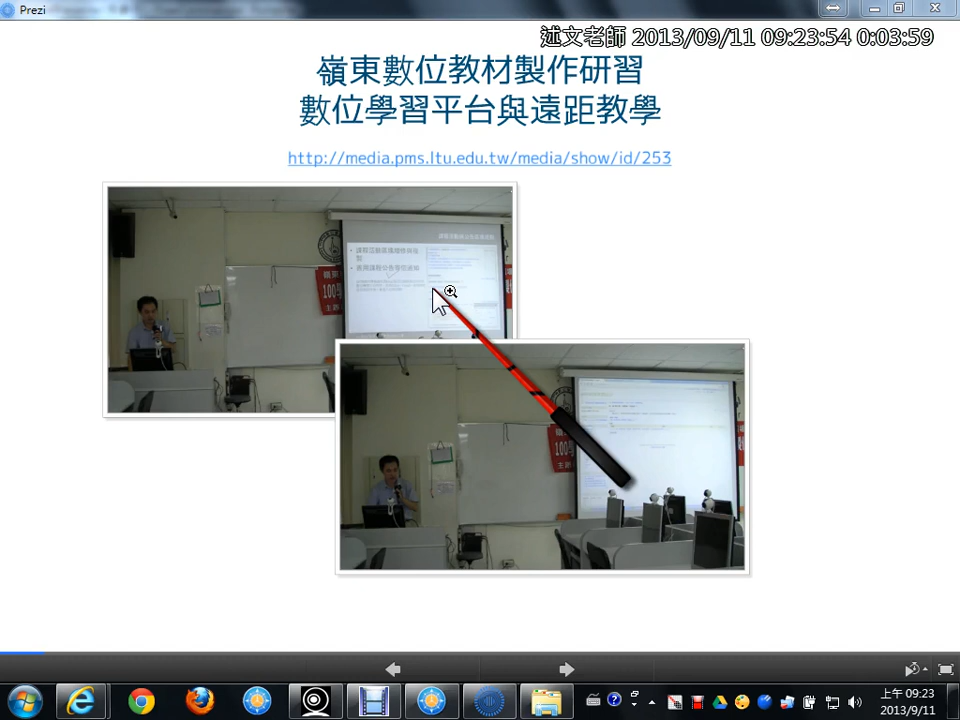 Prezi
述文老師 2013/09/11 09:23:54 0:03:59
嶺東數位教材製作研習
數位學習平台與遠距教學
http://media.pms.ltu.edu.tw/media/show/id/253
上午 09:23
2013/9/11